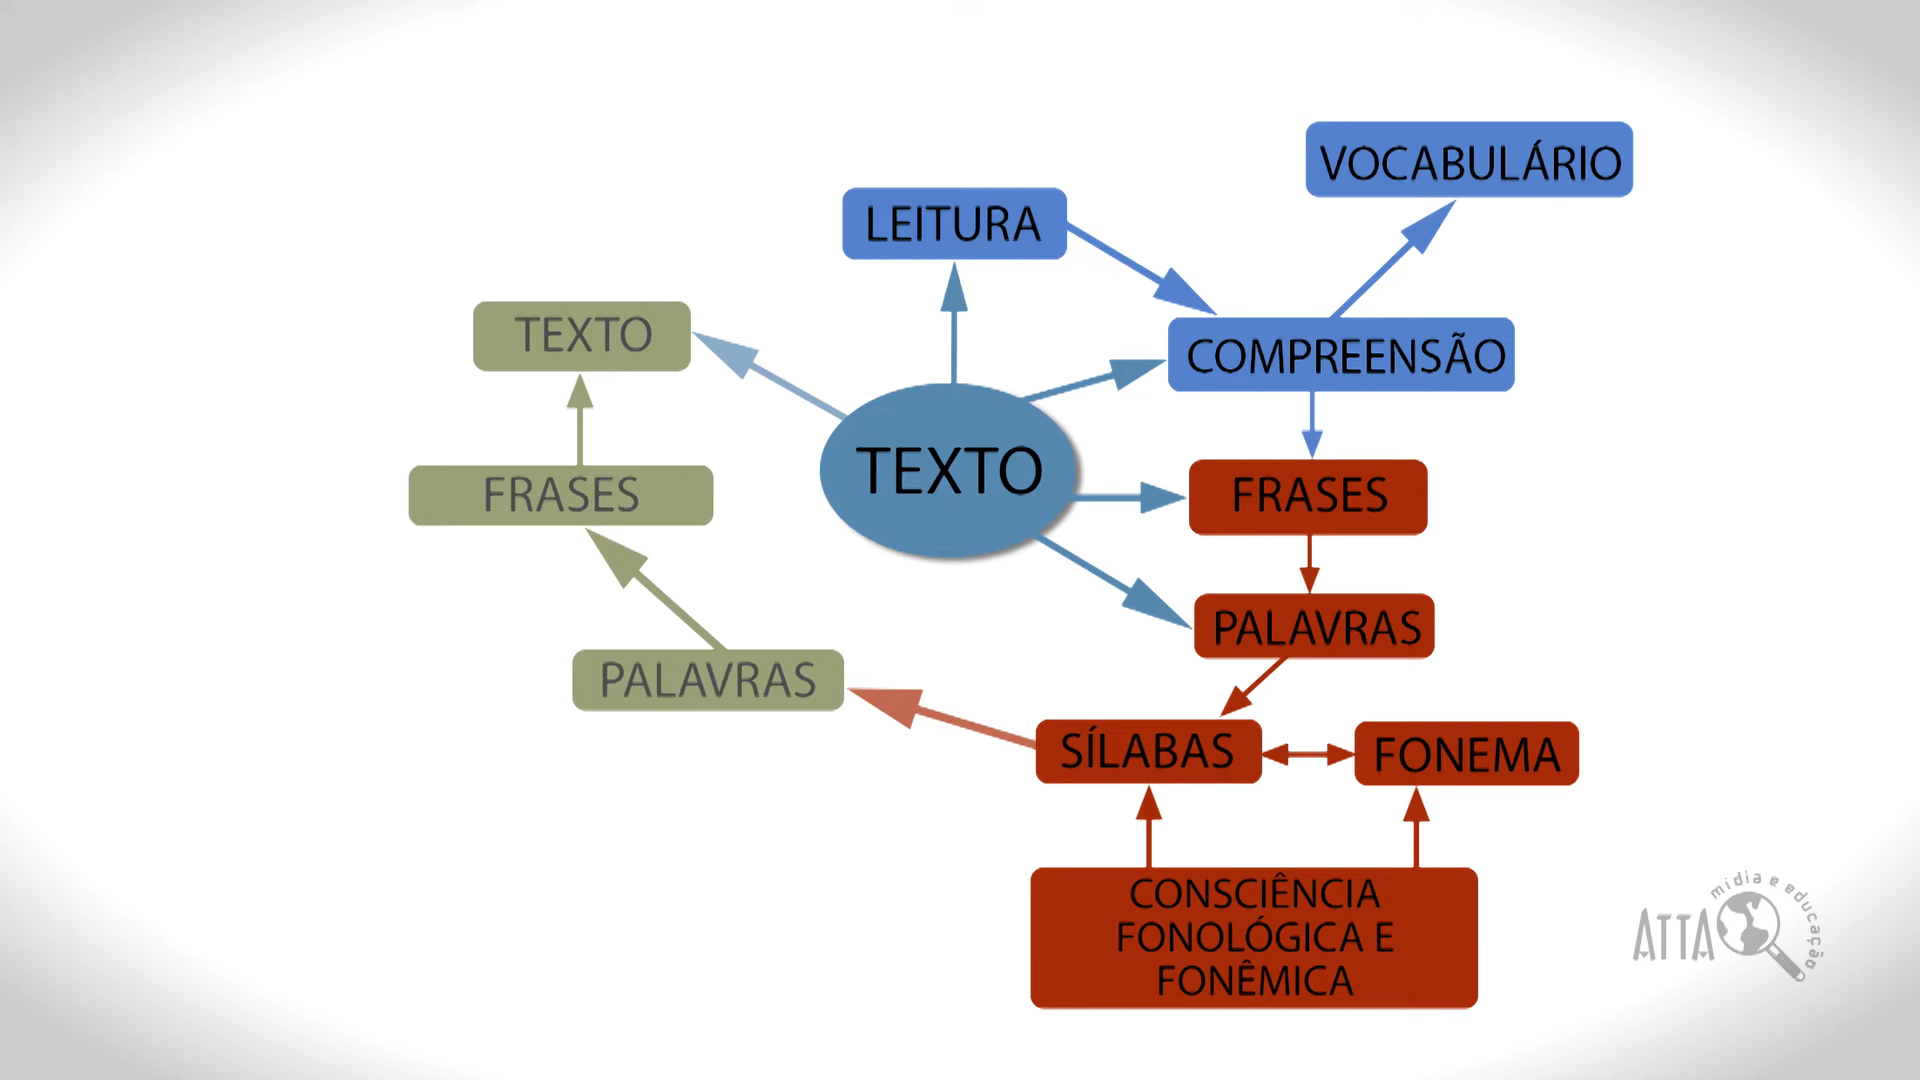 VOCABULÁRIO
LEITURA
TEXTO
COMPREENSÃO
TEXTO
FRASES
FRASES
PALAVRAS
PALAVRAS
SÍLABAS
FONEMA
CONSCIÊNCIA
FONOLÓGICA E
FONÊMICA
ATTA
mídia e educação